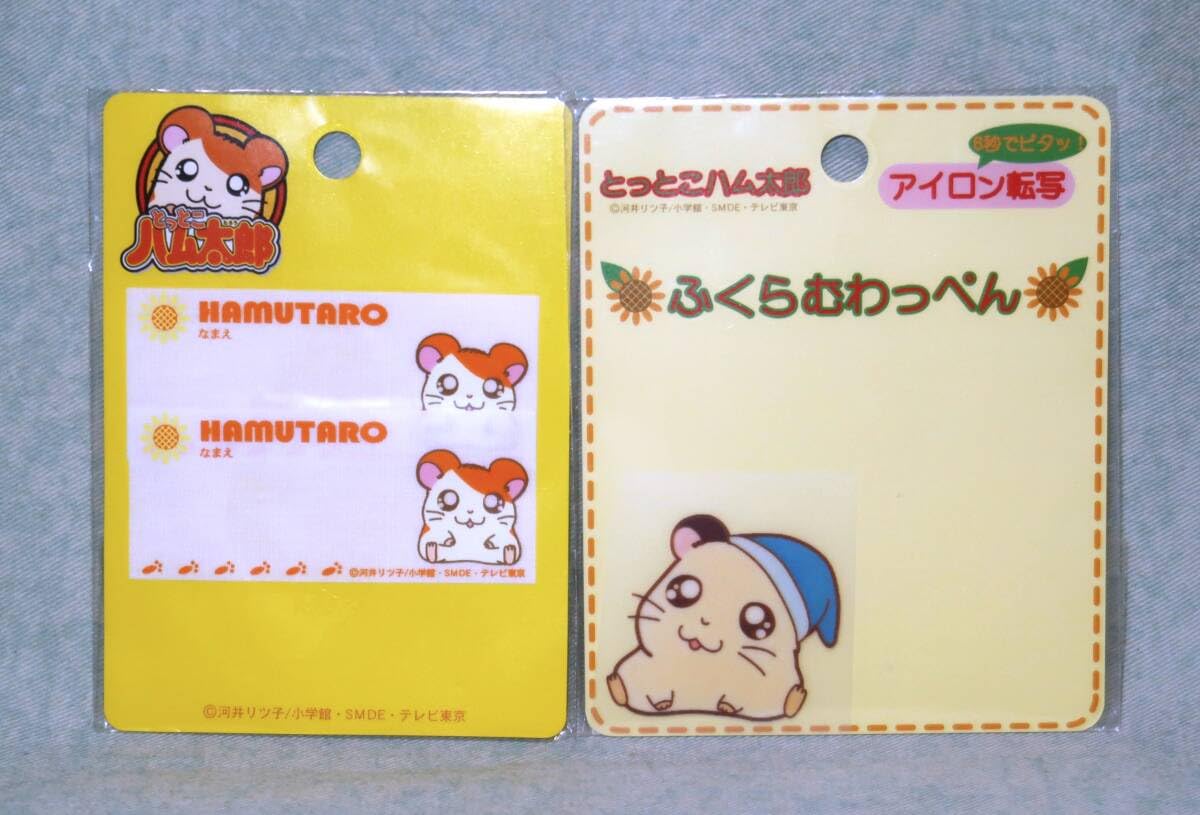 とっとこ
ハム太郎
HAMUTARO
なまえ
HAMUTARO
なまえ
©河井リツ子/小学館・SMDE・テレビ東京
©河井リツ子/小学館・SMDE・テレビ東京
6秒でピタッ!
とっとこハム太郎
アイロン転写
©河井リツ子/小学館・SMDE・テレビ東京
ふくらむわっぺん